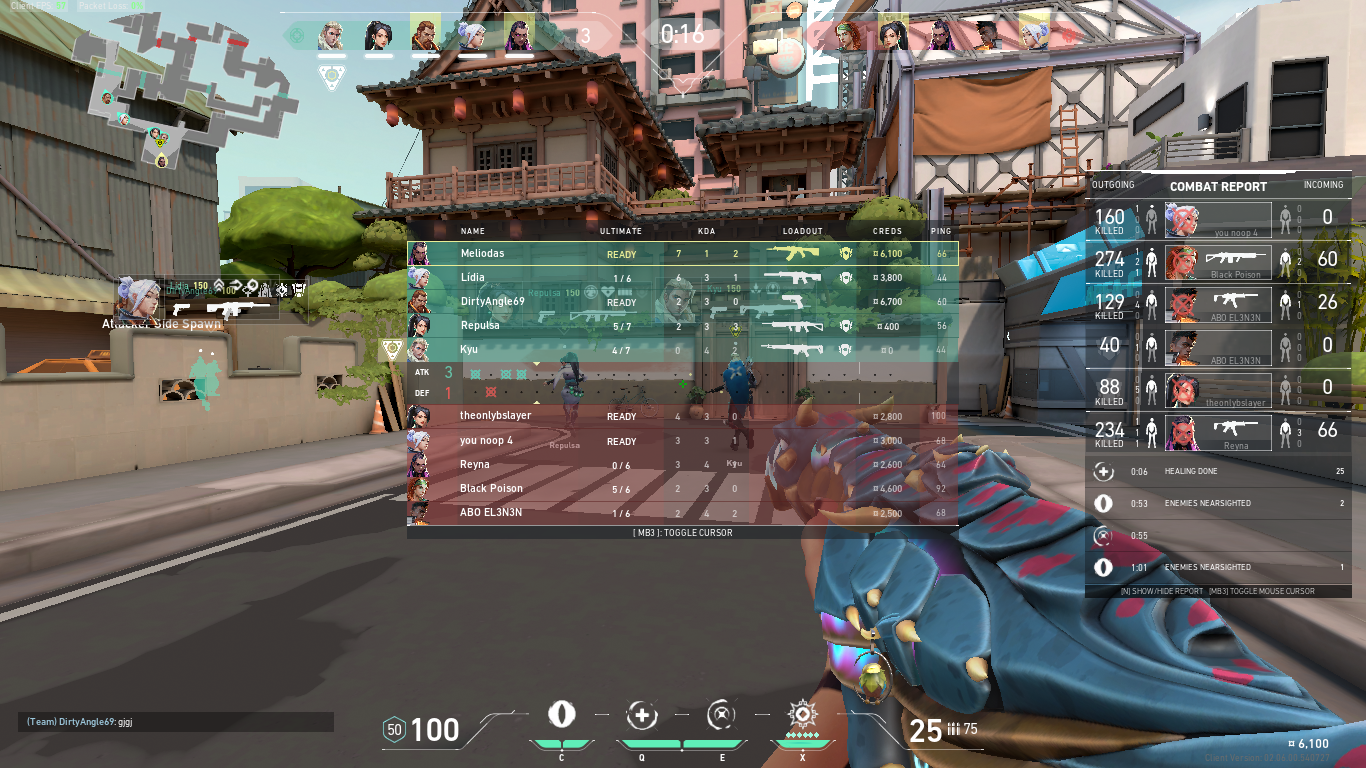 Client FPS:
Packet Loss:
3
0:16
1
Lidia 150
DirtyAngle69
Attacker Side Spawn
Repulsa 150
Kyu 150
NAME ULTIMATE KDA LOADOUT CREDS PING
Meliodas READY 7 1 2 ¤ 6,100 66
Lídia 1/6 6 3 1 ¤ 3,800 44
DirtyAngle69 READY 2 3 0 ¤ 6,700 60
Repulsa 5/7 2 3 3 ¤ 400 56
Kyu 4/7 0 4 2 ¤ 0 44
ATK 3
DEF 1
theonlybslayer READY 4 3 0 ¤ 2,800 100
you noop 4 READY 3 3 1 ¤ 3,000 68
Repulsa
Reyna 0/6 3 4 ¤ 2,600 64
Kyu
Black Poison 5/6 2 3 0 ¤ 4,600 92
ABO EL3N3N 1/6 2 4 2 ¤ 2,500 68
[ MB3 ]: TOGGLE CURSOR
OUTGOING COMBAT REPORT INCOMING
160 KILLED you noop 4 0
274 KILLED Black Poison 60
129 KILLED ABO EL3N3N 26
40 ABO EL3N3N 0
88 KILLED theonlybslayer 0
234 KILLED Reyna 66
0:06 HEALING DONE 25
0:53 ENEMIES NEARSIGHTED 2
0:55
1:01 ENEMIES NEARSIGHTED 1
[N] SHOW/HIDE REPORT [MB3] TOGGLE MOUSE CURSOR
(Team) DirtyAngle69: gjgj
50 100
C Q E X
25 75
¤ 6,100